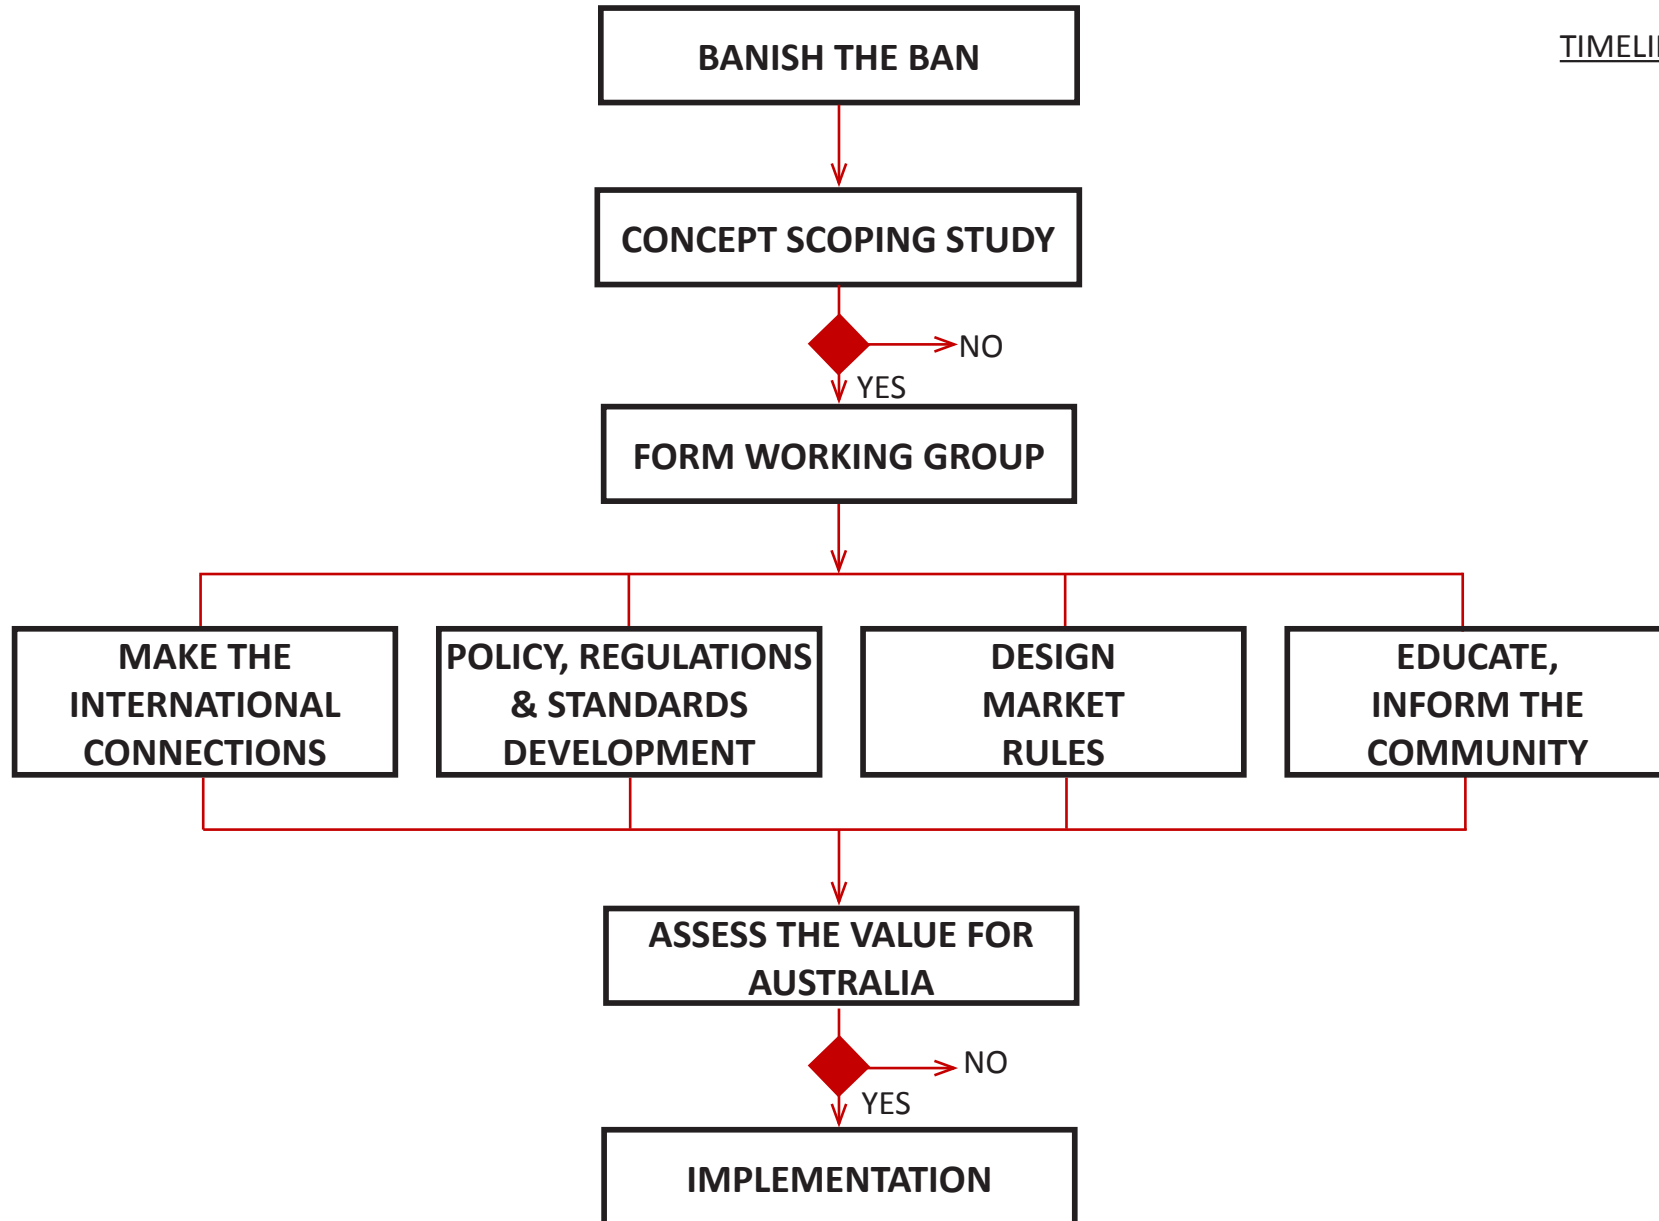 BANISH THE BAN
CONCEPT SCOPING STUDY
NO
YES
FORM WORKING GROUP
MAKE THE
INTERNATIONAL
CONNECTIONS
POLICY, REGULATIONS
& STANDARDS
DEVELOPMENT
DESIGN
MARKET
RULES
EDUCATE,
INFORM THE
COMMUNITY
ASSESS THE VALUE FOR
AUSTRALIA
NO
YES
IMPLEMENTATION